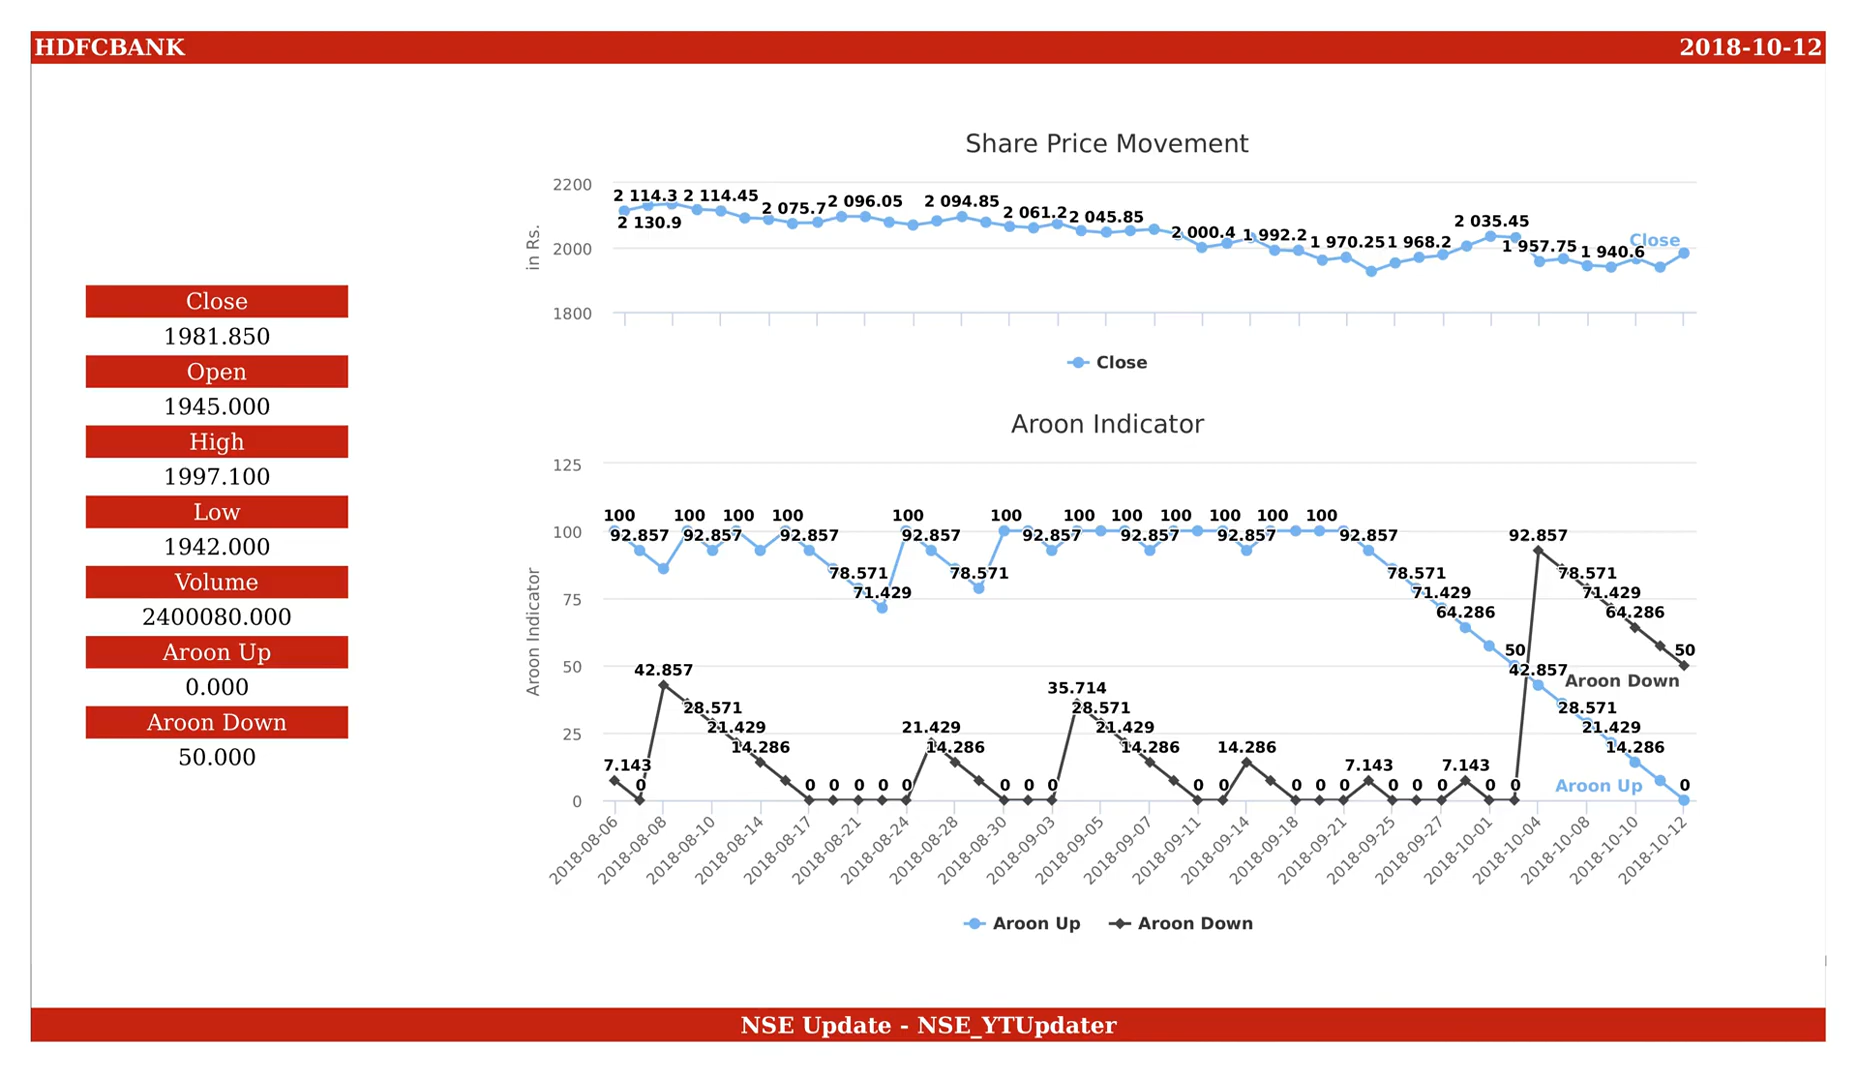 HDFCBANK 2018-10-12
Close
1981.850
Open
1945.000
High
1997.100
Low
1942.000
Volume
2400080.000
Aroon Up
0.000
Aroon Down
50.000
Share Price Movement
in Rs.
2200
2000
1800
2 114.3 2 114.45 2 075.7 2 096.05 2 094.85 2 061.2 2 045.85 2 000.4 1 992.2 1 970.25 1 968.2 2 035.45 1 957.75 1 940.6
2 130.9
Close
Close
Aroon Indicator
Aroon Indicator
125
100
75
50
25
0
100 100 100 100 100 100 100 100 100 100 100 100
92.857 92.857 92.857 92.857 92.857 92.857 92.857 92.857 92.857
78.571 78.571 78.571 78.571
71.429 71.429 71.429
64.286 64.286
50 50
42.857 42.857
Aroon Down
35.714
28.571 28.571 28.571
21.429 21.429 21.429 21.429
14.286 14.286 14.286 14.286 14.286
7.143 7.143 7.143
0 0 0 0 0 0 0 0 0 0 0 0 0 0 0 0 0 0 0 0 0
Aroon Up
2018-08-06 2018-08-08 2018-08-10 2018-08-14 2018-08-17 2018-08-21 2018-08-24 2018-08-28 2018-08-30 2018-09-03 2018-09-05 2018-09-07 2018-09-11 2018-09-14 2018-09-18 2018-09-21 2018-09-25 2018-09-27 2018-10-01 2018-10-04 2018-10-08 2018-10-10 2018-10-12
Aroon Up Aroon Down
NSE Update - NSE_YTUpdater